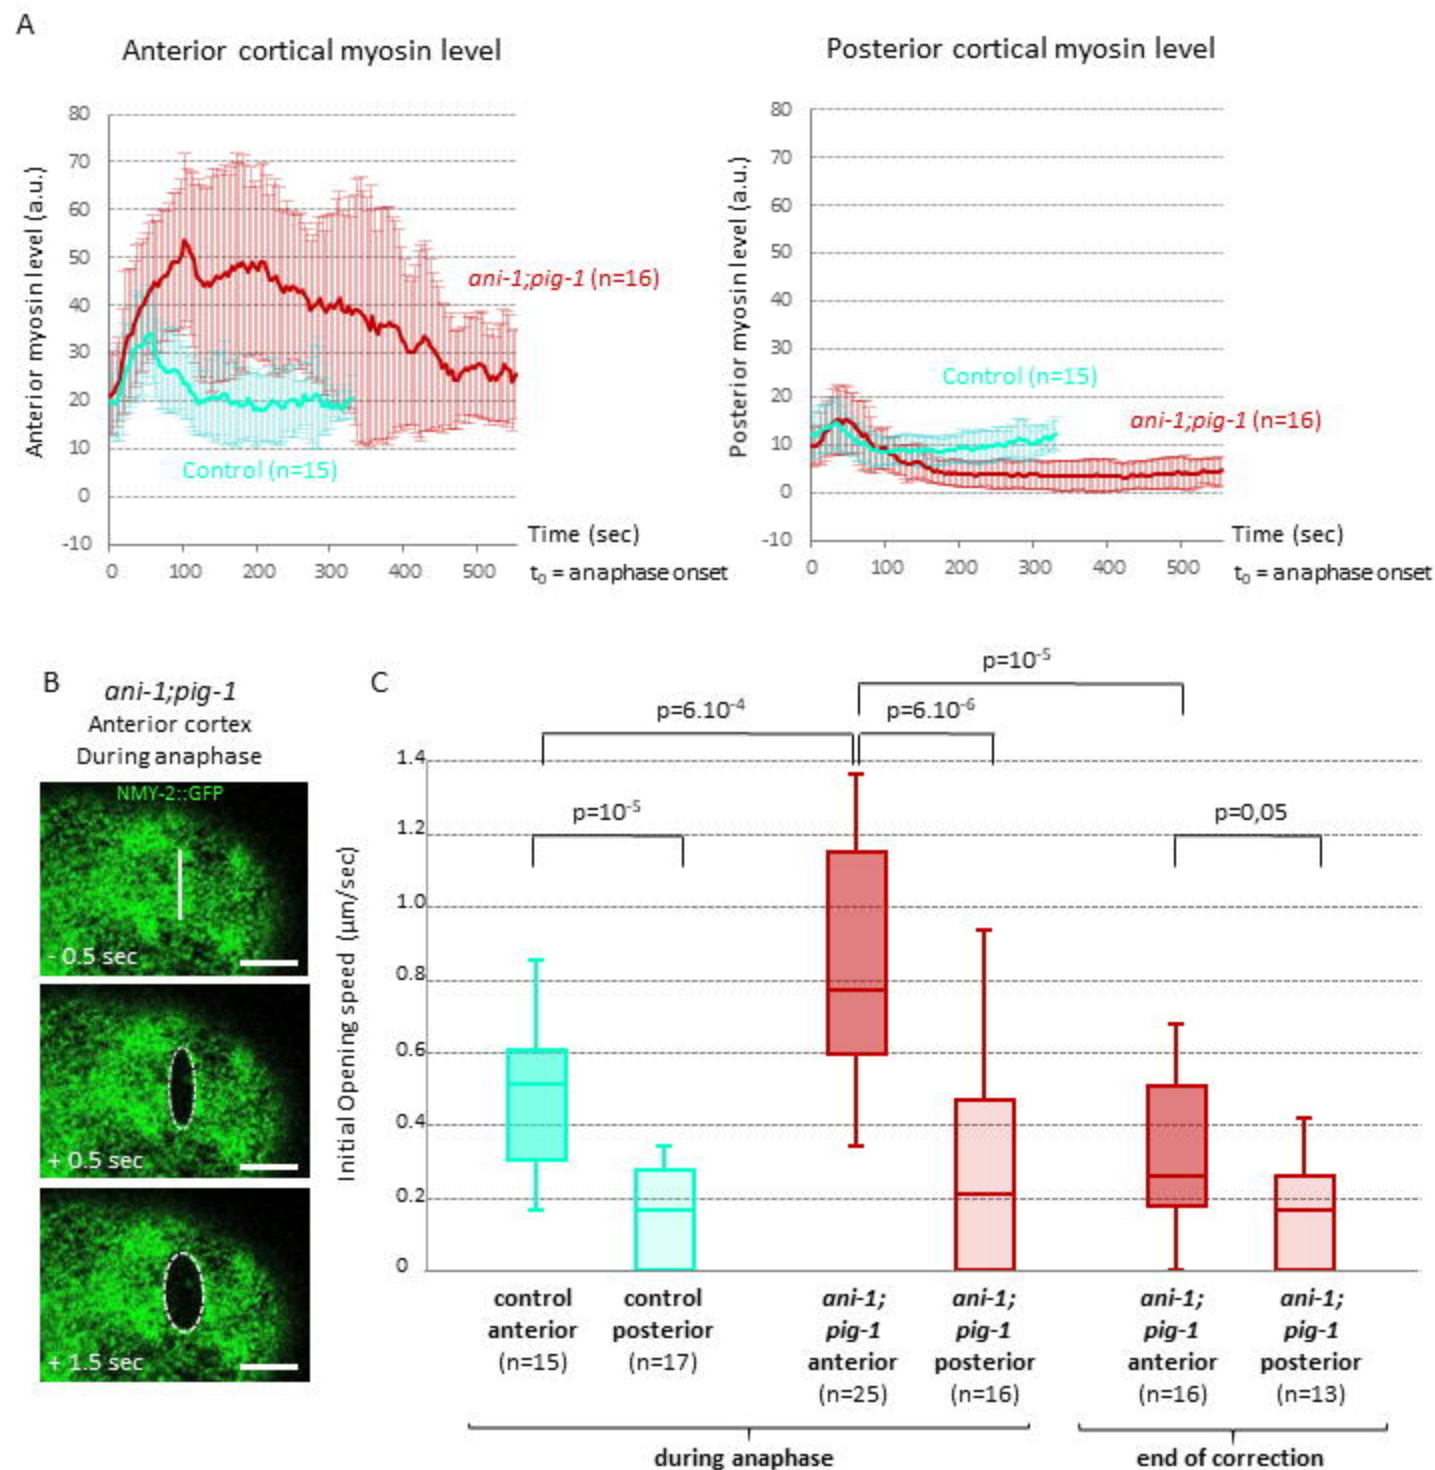 A
Anterior cortical myosin level
Posterior cortical myosin level
Anterior myosin level (a.u.)
80
70
60
50
40
30
20
10
0
-10
0 100 200 300 400 500
ani-1;pig-1 (n=16)
Control (n=15)
Time (sec)
t0 = anaphase onset
Posterior myosin level (a.u.)
80
70
60
50
40
30
20
10
0
-10
0 100 200 300 400 500
Control (n=15)
ani-1;pig-1 (n=16)
Time (sec)
t0 = anaphase onset
B
ani-1;pig-1
Anterior cortex
During anaphase
NMY-2::GFP
- 0.5 sec
+ 0.5 sec
+ 1.5 sec
C
p=10-5
p=6.10-4
p=6.10-6
p=10-5
p=0,05
Initial Opening speed (µm/sec)
1.4
1.2
1.0
0.8
0.6
0.4
0.2
0
control
anterior
(n=15)
control
posterior
(n=17)
ani-1;
pig-1
anterior
(n=25)
ani-1;
pig-1
posterior
(n=16)
ani-1;
pig-1
anterior
(n=16)
ani-1;
pig-1
posterior
(n=13)
during anaphase
end of correction